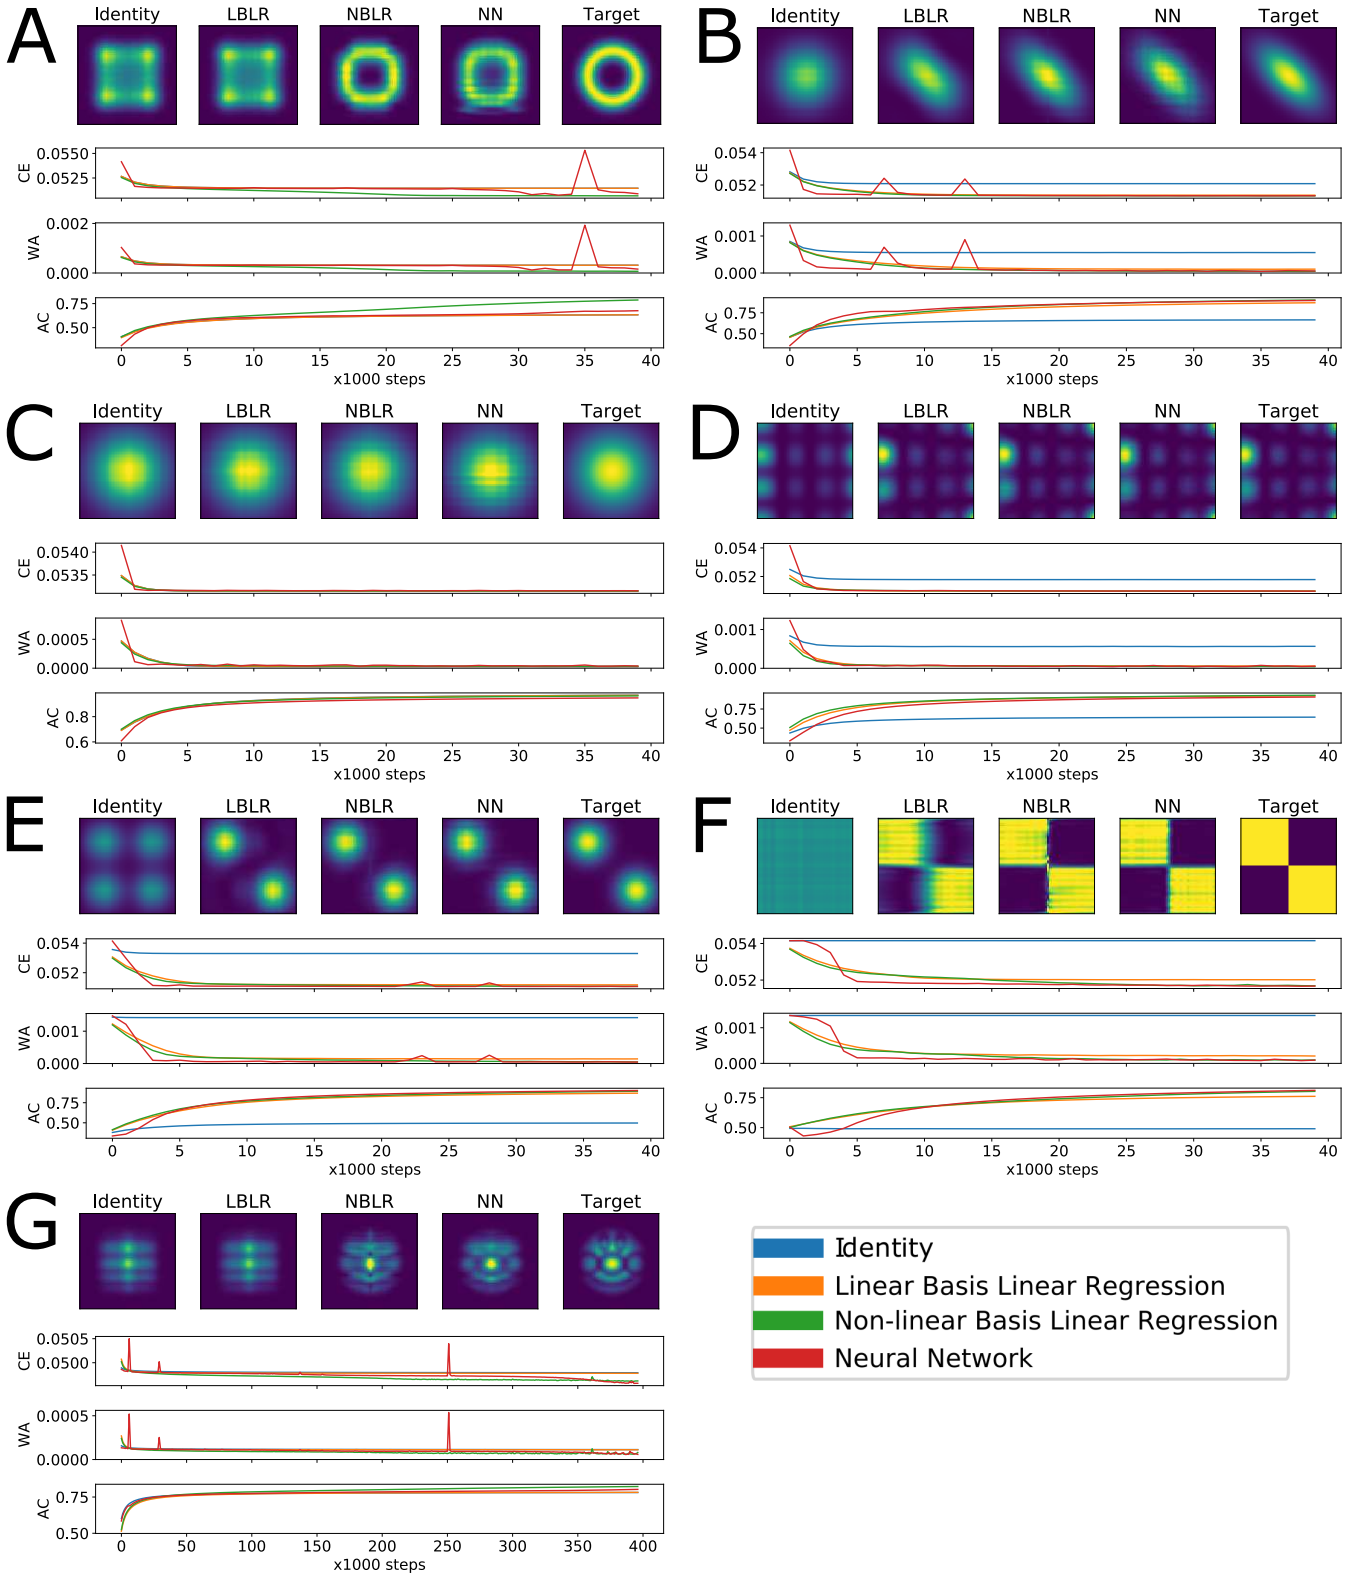 A
Identity LBLR NBLR NN Target
CE
0.0550
0.0525
WA
0.002
0.000
AC
0.75
0.50
0 5 10 15 20 25 30 35 40
x1000 steps
B
Identity LBLR NBLR NN Target
CE
0.054
0.052
WA
0.001
0.000
AC
0.75
0.50
0 5 10 15 20 25 30 35 40
x1000 steps
C
Identity LBLR NBLR NN Target
CE
0.0540
0.0535
WA
0.0005
0.0000
AC
0.8
0.6
0 5 10 15 20 25 30 35 40
x1000 steps
D
Identity LBLR NBLR NN Target
CE
0.054
0.052
WA
0.001
0.000
AC
0.75
0.50
0 5 10 15 20 25 30 35 40
x1000 steps
E
Identity LBLR NBLR NN Target
CE
0.054
0.052
WA
0.001
0.000
AC
0.75
0.50
0 5 10 15 20 25 30 35 40
x1000 steps
F
Identity LBLR NBLR NN Target
CE
0.054
0.052
WA
0.001
0.000
AC
0.75
0.50
0 5 10 15 20 25 30 35 40
x1000 steps
G
Identity LBLR NBLR NN Target
CE
0.0505
0.0500
WA
0.0005
0.0000
AC
0.75
0.50
0 50 100 150 200 250 300 350 400
x1000 steps
Identity
Linear Basis Linear Regression
Non-linear Basis Linear Regression
Neural Network